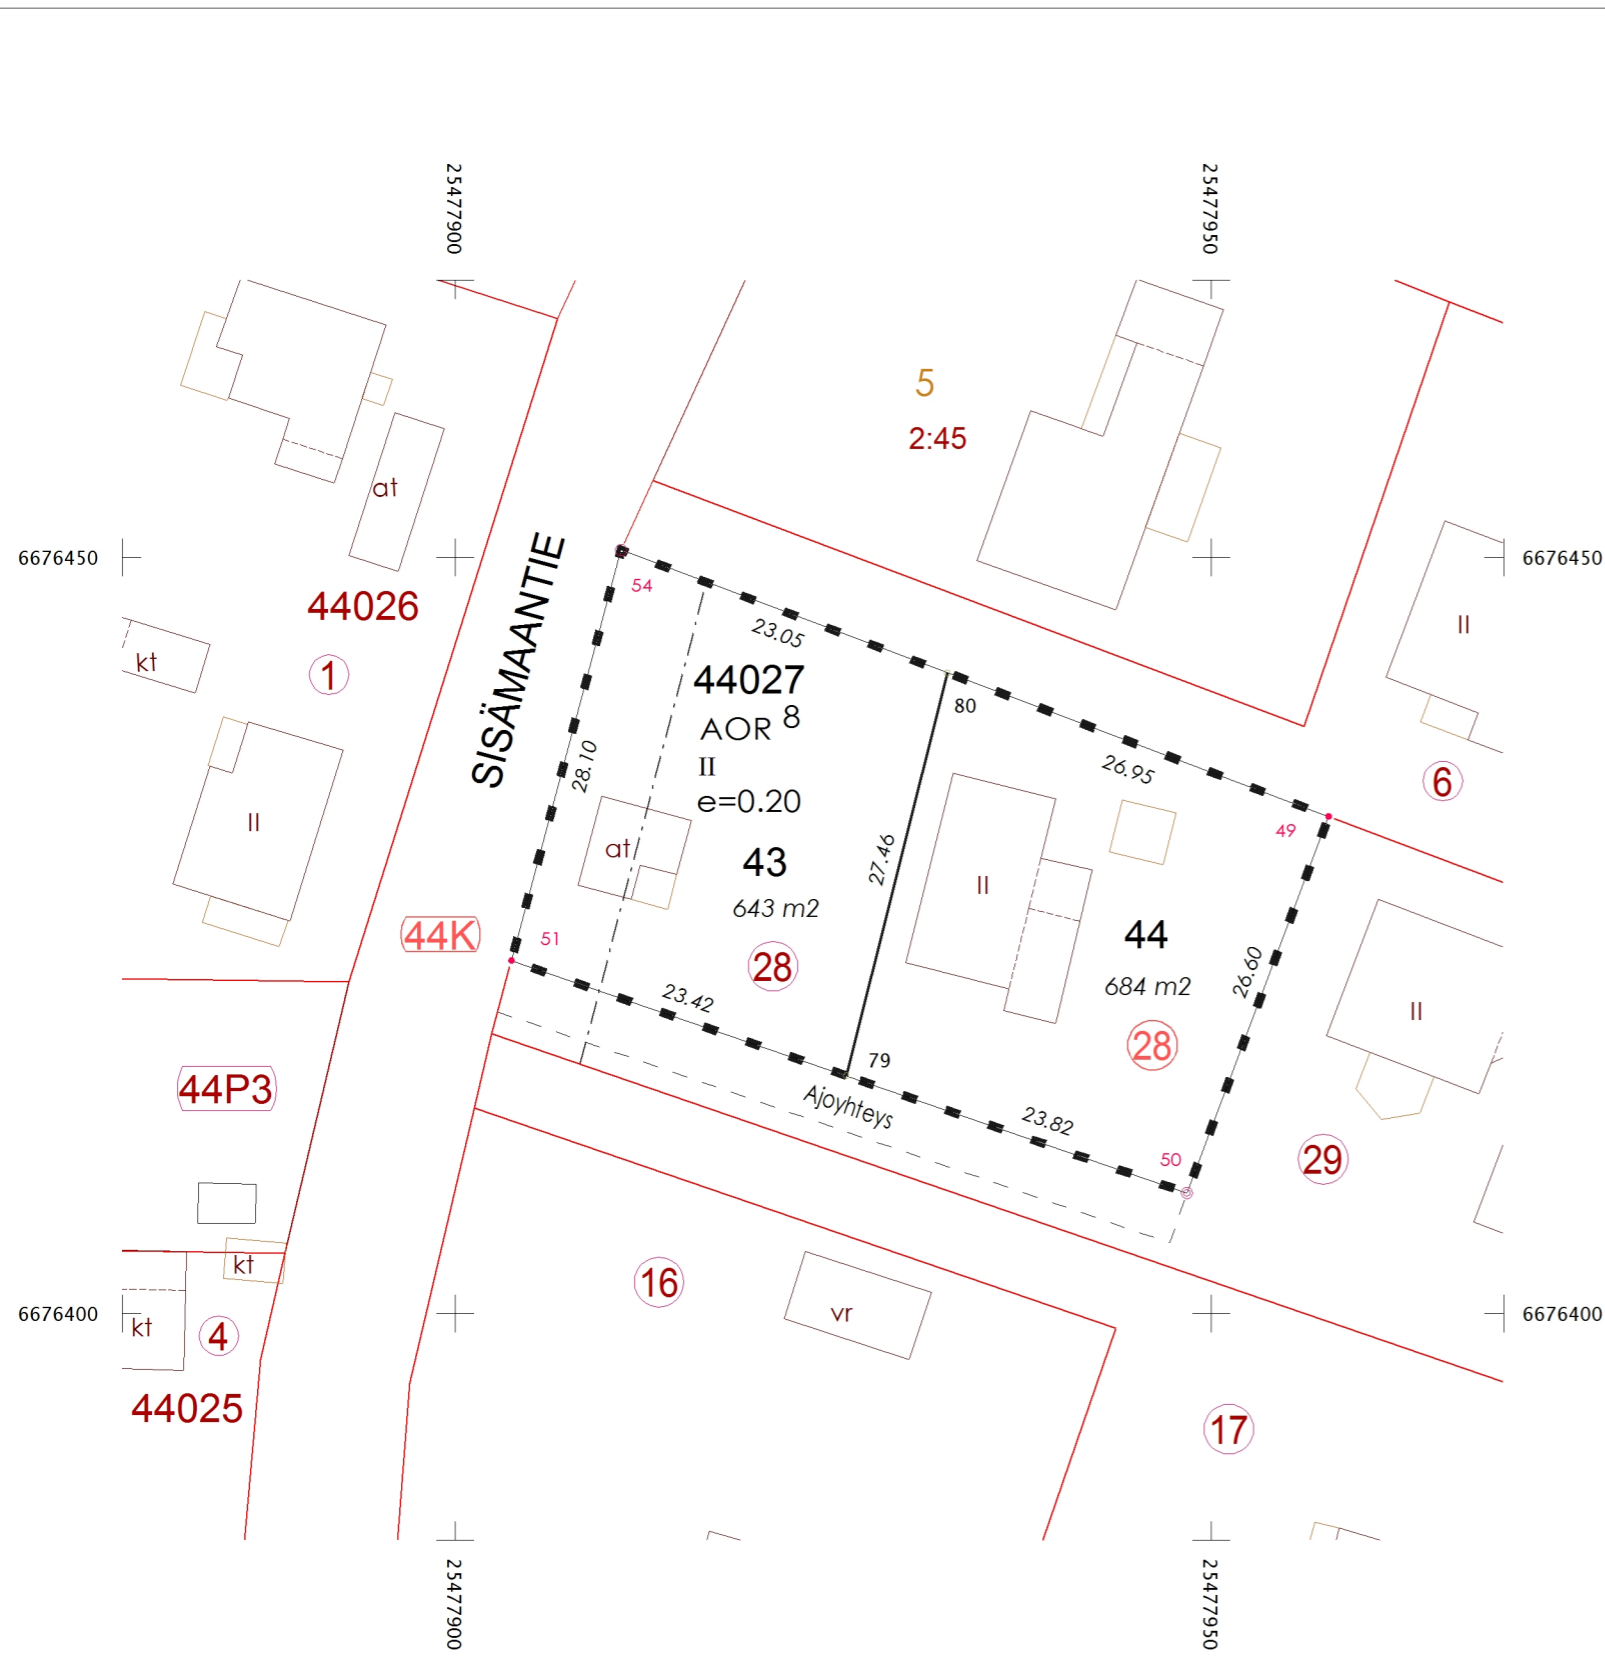 25477900
25477950
5
2:45
at
6676450
6676450
44026
SISÄMAANTIE
54
23.05
II
kt
1
44027
AOR 8
II
e=0.20
80
26.95
6
28.10
II
at
43
27.46
49
643 m2
II
44
44K
51
28
684 m2
26.60
II
23.42
28
79
44P3
Ajoyhteys
23.82
50
29
kt
16
6676400
kt
4
vr
6676400
44025
17
25477900
25477950